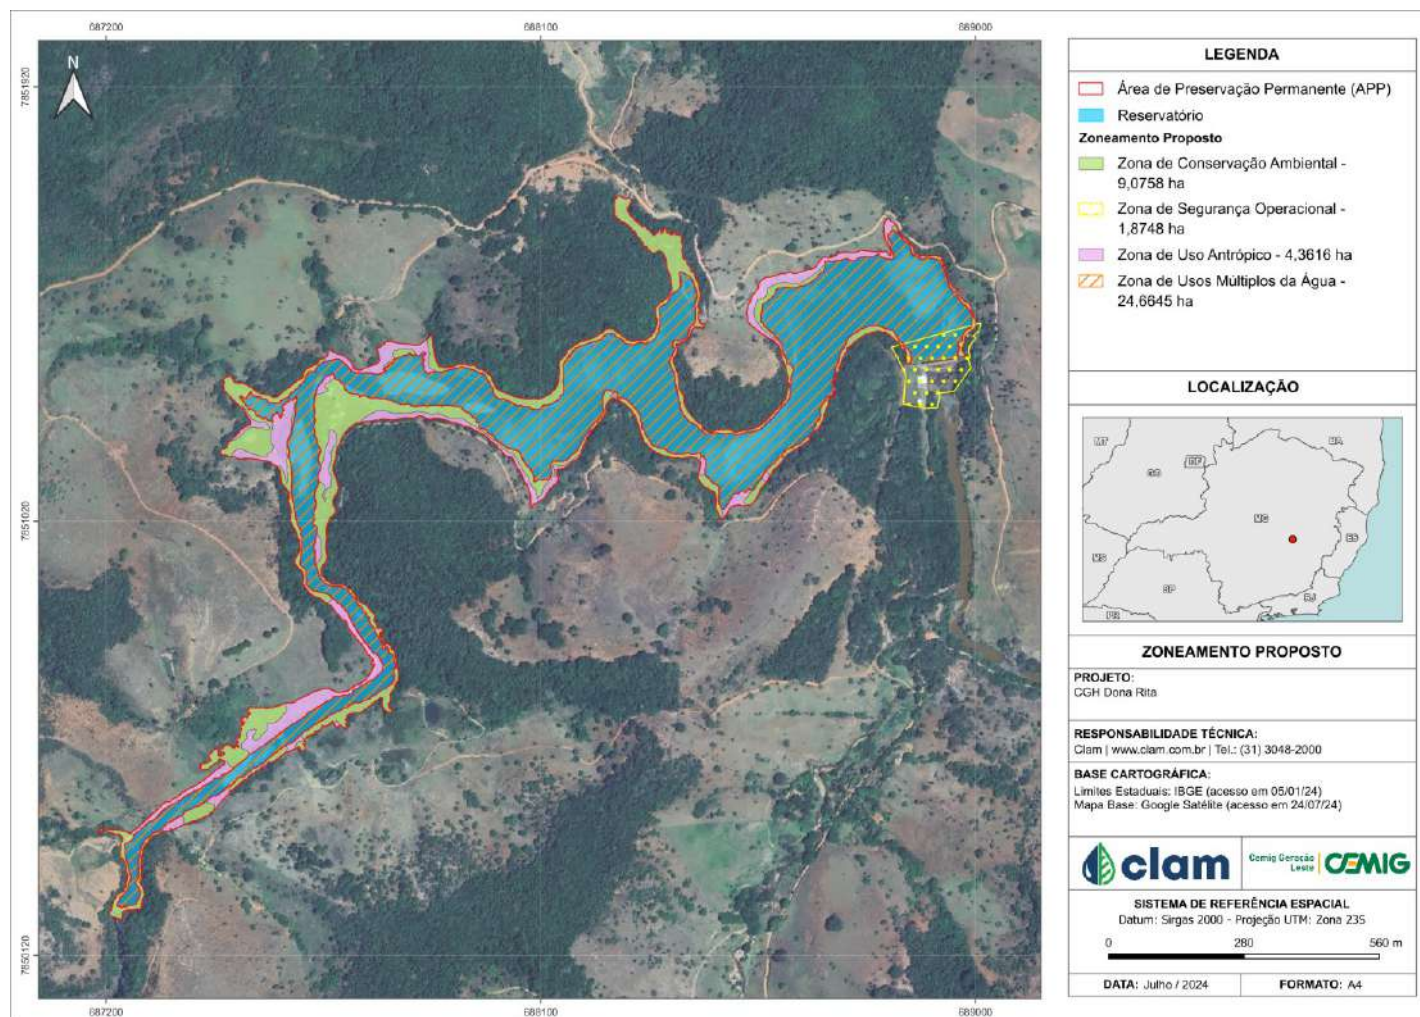 687200
688100
689000
7851920
7851020
7850120
N
687200
688100
689000
LEGENDA
Área de Preservação Permanente (APP)
Reservatório
Zoneamento Proposto
Zona de Conservação Ambiental -
9,0758 ha
Zona de Segurança Operacional -
1,8748 ha
Zona de Uso Antrópico - 4,3616 ha
Zona de Usos Múltiplos da Água -
24,6645 ha
LOCALIZAÇÃO
MT
GO
DF
BA
MG
ES
MS
SP
RJ
PR
ZONEAMENTO PROPOSTO
PROJETO:
CGH Dona Rita
RESPONSABILIDADE TÉCNICA:
Clam | www.clam.com.br | Tel.: (31) 3048-2000
BASE CARTOGRÁFICA:
Limites Estaduais: IBGE (acesso em 05/01/24)
Mapa Base: Google Satélite (acesso em 24/07/24)
clam
Cemig Geração
Leste
CEMIG
SISTEMA DE REFERÊNCIA ESPACIAL
Datum: Sirgas 2000 - Projeção UTM: Zona 23S
0 280 560 m
DATA: Julho / 2024 FORMATO: A4